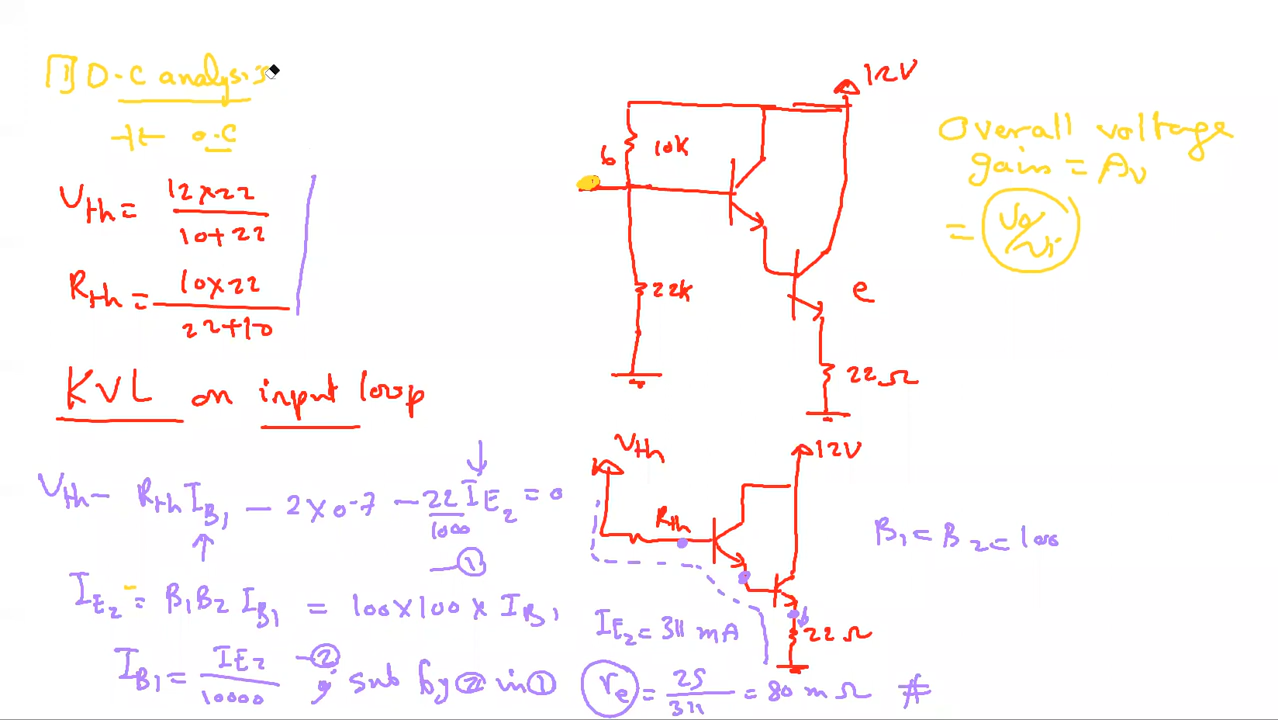 [1] D.C analysis
⊣⊢ o.C
Vth = 12×22 / 10+22
Rth = 10×22 / 22+10
KVL on input loop
Vth - Rth IB1 - 2×0.7 - 22/1000 IE2 = 0
①
IE2 = B1B2 IB1 = 100×100× IB1
IB1 = IE2 / 10000 - ②, sub by ② in ①
12V
10K
22K
e
22Ω
Overall voltage
gain = Av
= Vo/Vi
Vth
12V
Rth
B1 = B2 = 100
22Ω
IE2 = 311 mA
re = 25/311 = 80 mΩ #